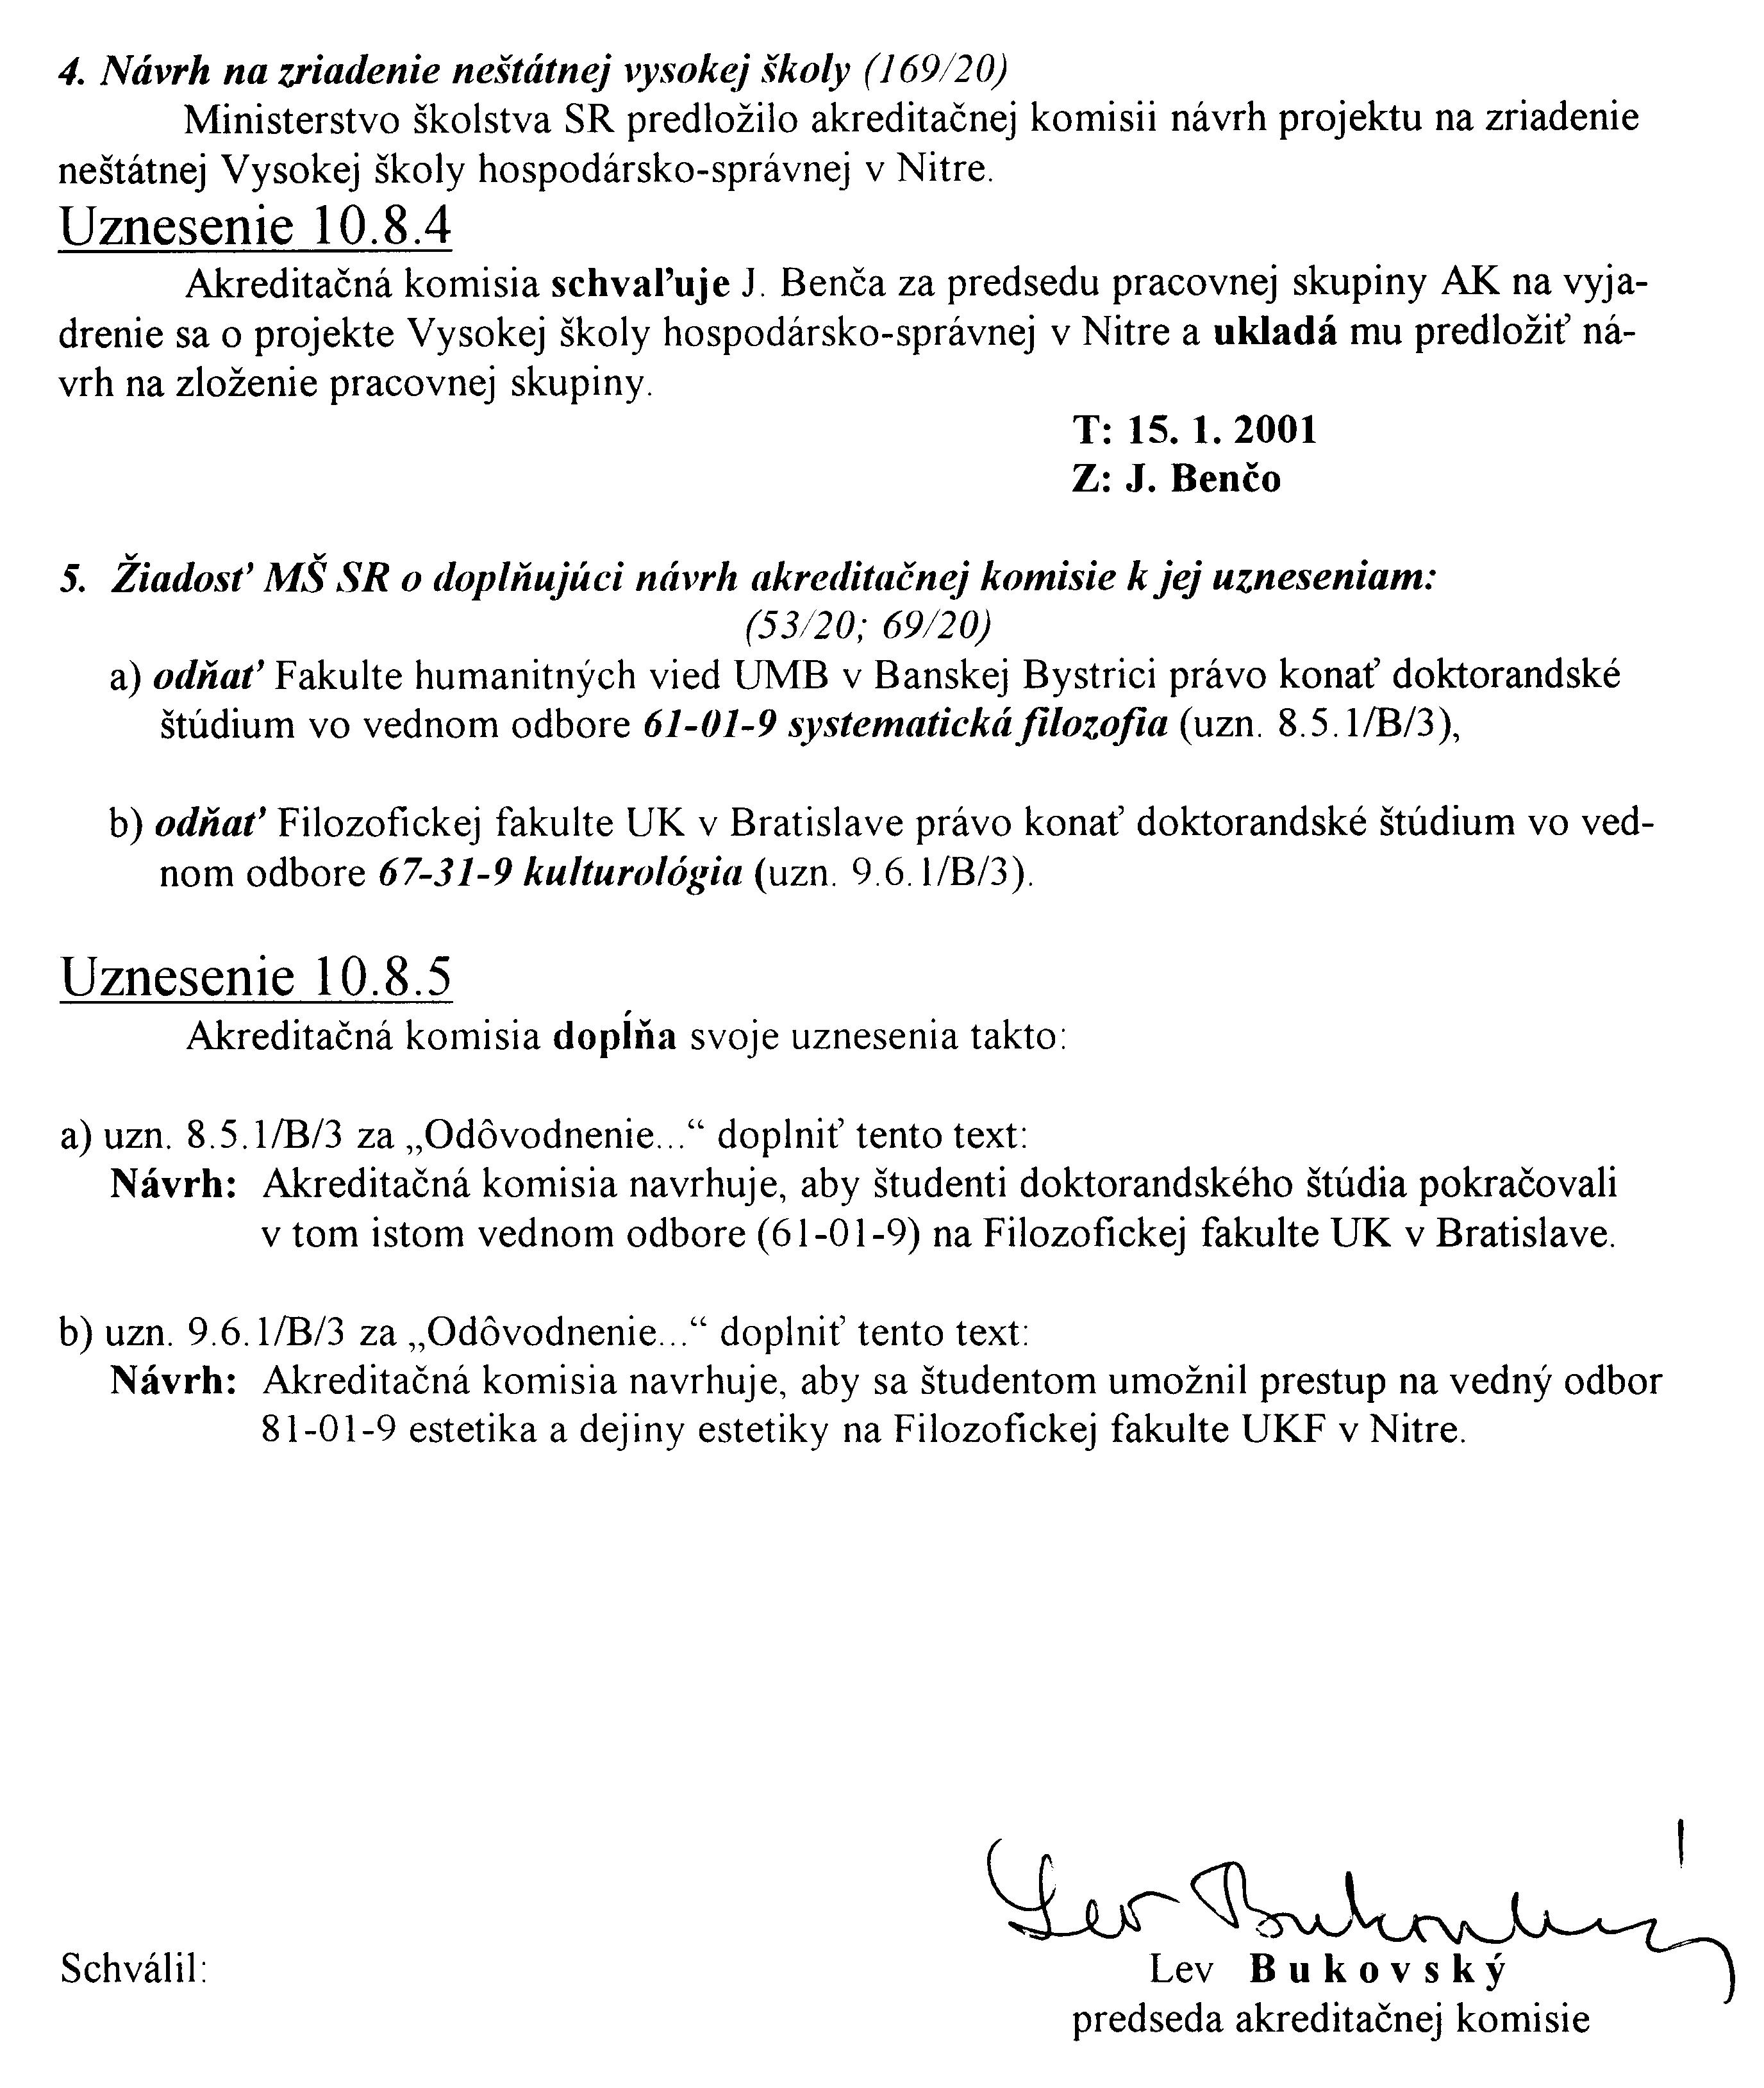 4. Návrh na zriadenie neštátnej vysokej školy (169/20)
Ministerstvo školstva SR predložilo akreditačnej komisii návrh projektu na zriadenie
neštátnej Vysokej školy hospodársko-správnej v Nitre.
Uznesenie 10.8.4
Akreditačná komisia schvaľuje J. Benča za predsedu pracovnej skupiny AK na vyja-
drenie sa o projekte Vysokej školy hospodársko-správnej v Nitre a ukladá mu predložiť ná-
vrh na zloženie pracovnej skupiny.
T: 15. 1. 2001
Z: J. Benčo
5. Žiadosť MŠ SR o doplňujúci návrh akreditačnej komisie k jej uzneseniam:
(53/20; 69/20)
a) odňať Fakulte humanitných vied UMB v Banskej Bystrici právo konať doktorandské
štúdium vo vednom odbore 61-01-9 systematická filozofia (uzn. 8.5.1/B/3),
b) odňať Filozofickej fakulte UK v Bratislave právo konať doktorandské štúdium vo ved-
nom odbore 67-31-9 kulturológia (uzn. 9.6.1/B/3).
Uznesenie 10.8.5
Akreditačná komisia dopĺňa svoje uznesenia takto:
a) uzn. 8.5.1/B/3 za „Odôvodnenie...“ doplniť tento text:
Návrh: Akreditačná komisia navrhuje, aby študenti doktorandského štúdia pokračovali
v tom istom vednom odbore (61-01-9) na Filozofickej fakulte UK v Bratislave.
b) uzn. 9.6.1/B/3 za „Odôvodnenie...“ doplniť tento text:
Návrh: Akreditačná komisia navrhuje, aby sa študentom umožnil prestup na vedný odbor
81-01-9 estetika a dejiny estetiky na Filozofickej fakulte UKF v Nitre.
Lev Bukovský
Schválil: Lev Bukovský
predseda akreditačnej komisie